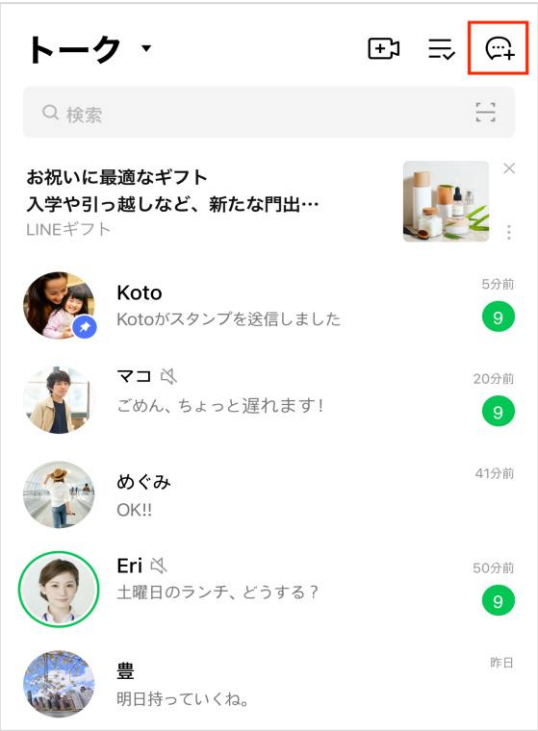 トーク
検索
お祝いに最適なギフト
入学や引っ越しなど、新たな門出…
LINEギフト
Koto
5分前
Kotoがスタンプを送信しました
9
マコ
20分前
ごめん、ちょっと遅れます!
9
めぐみ
41分前
OK!!
Eri
50分前
土曜日のランチ、どうする？
9
豊
昨日
明日持っていくね。